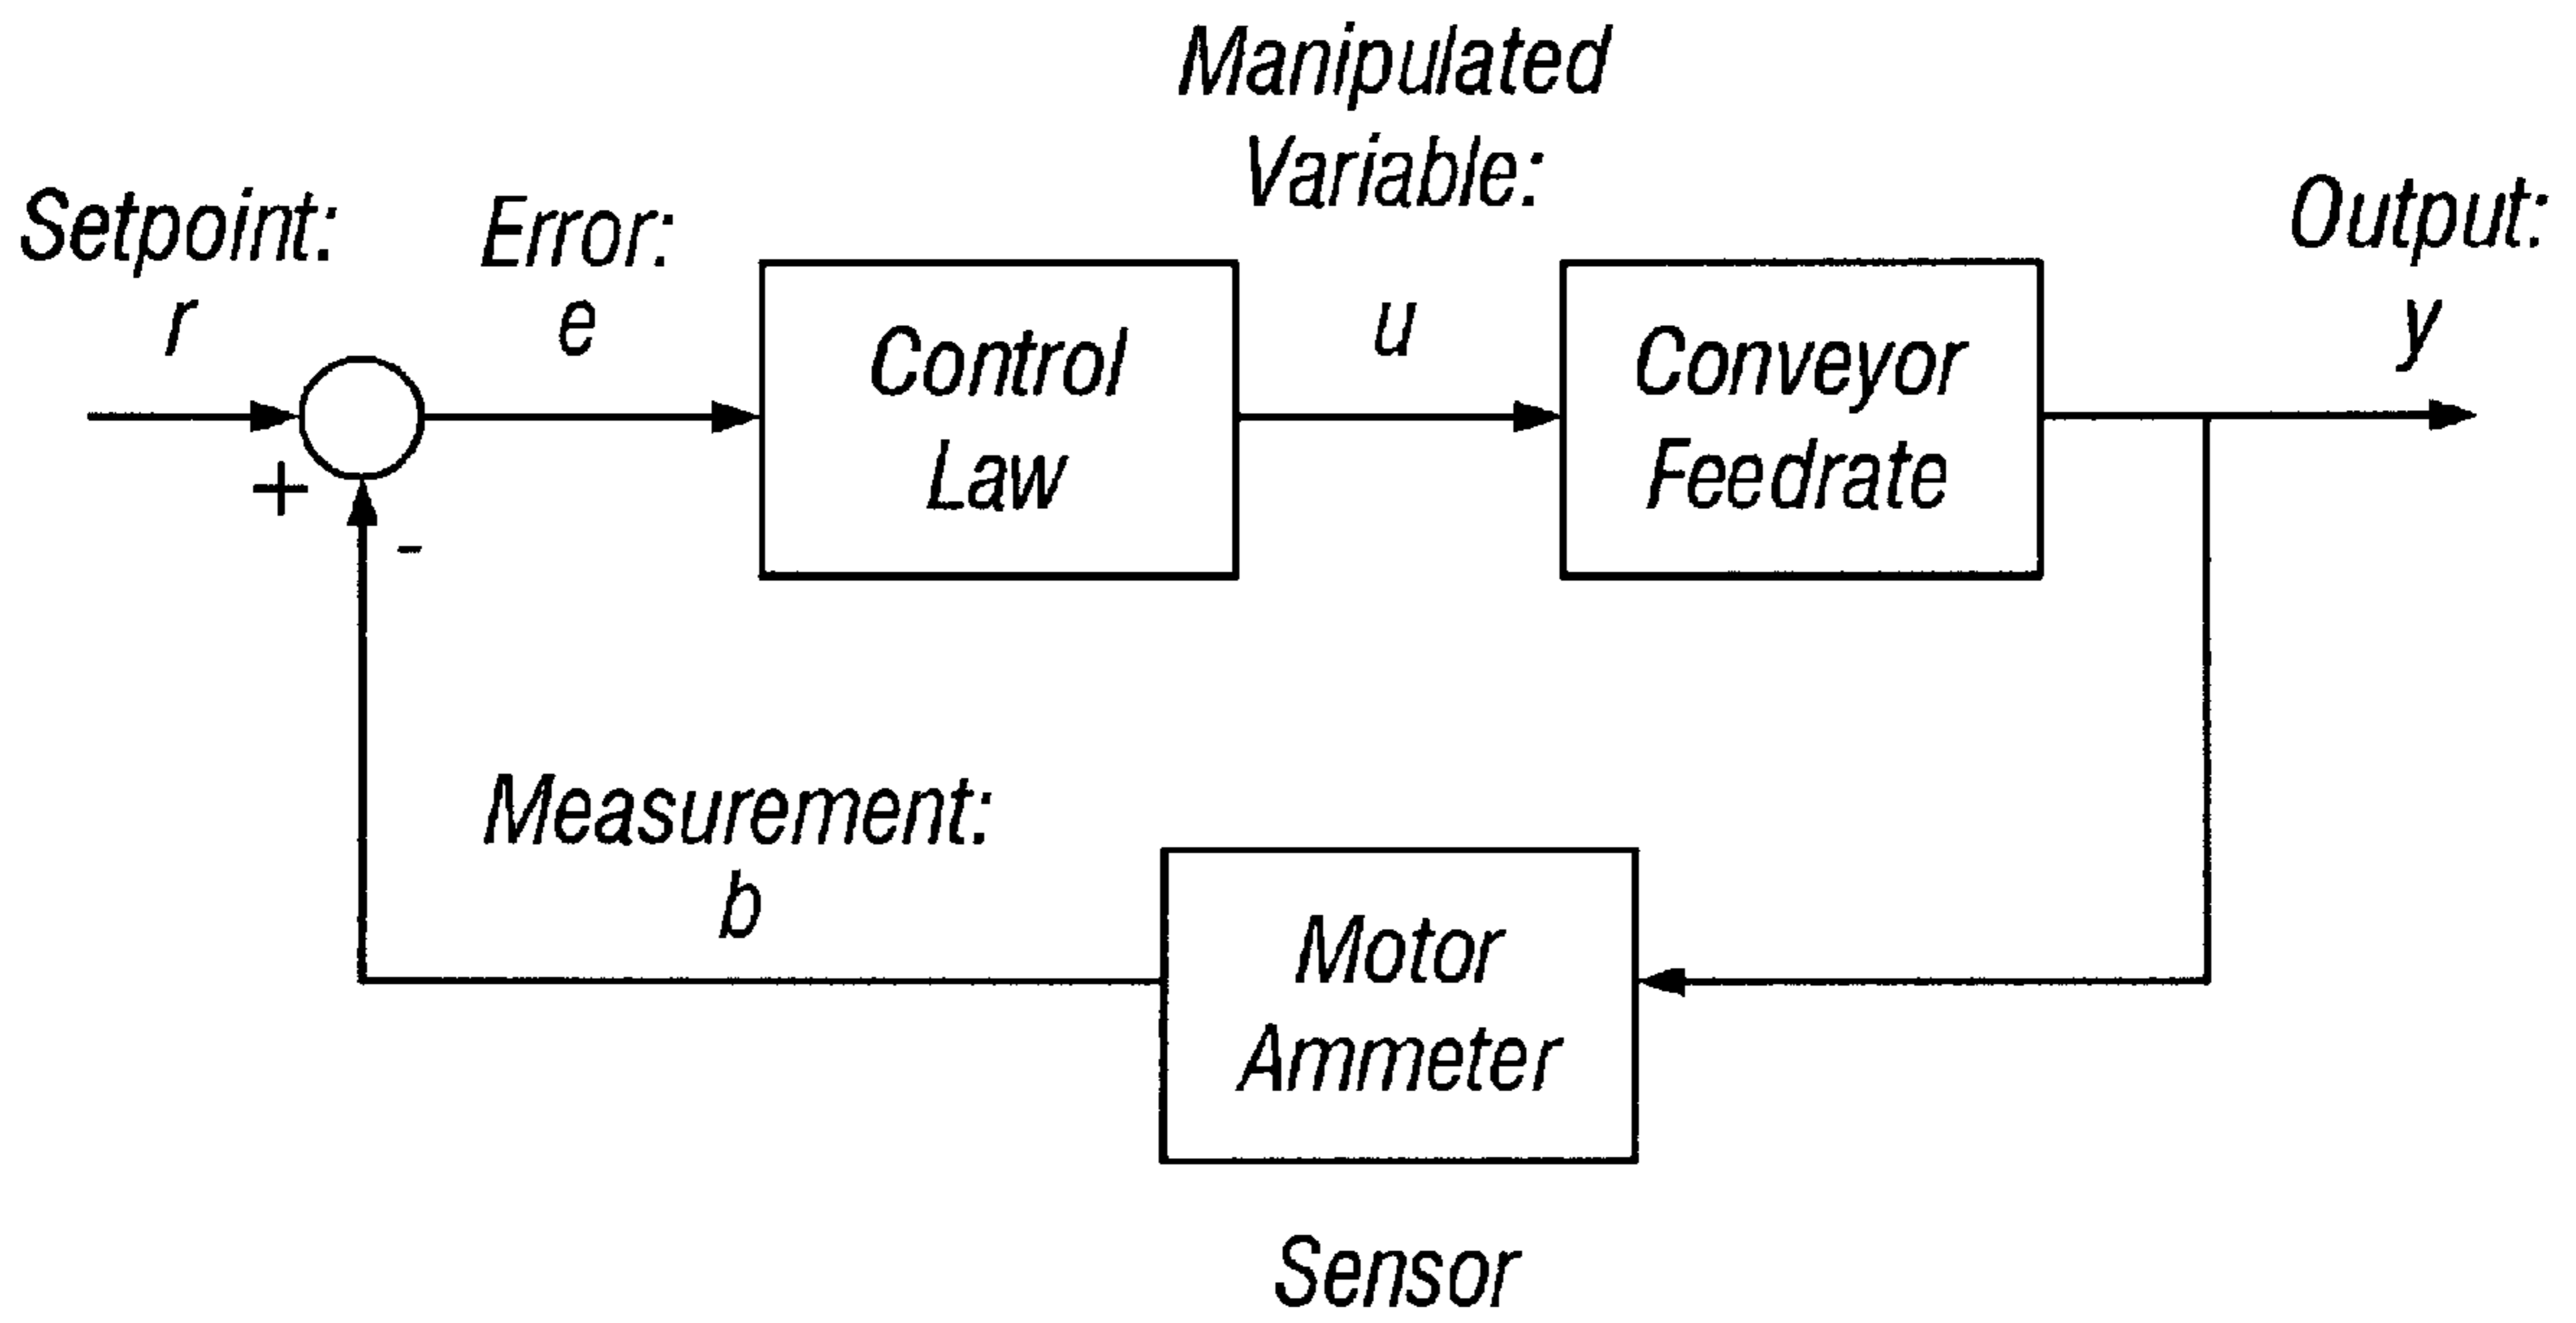 Manipulated
Variable:
u
Setpoint:
r
Error:
e
Output:
y
Control
Law
Conveyor
Feedrate
+
-
Measurement:
b
Motor
Ammeter
Sensor